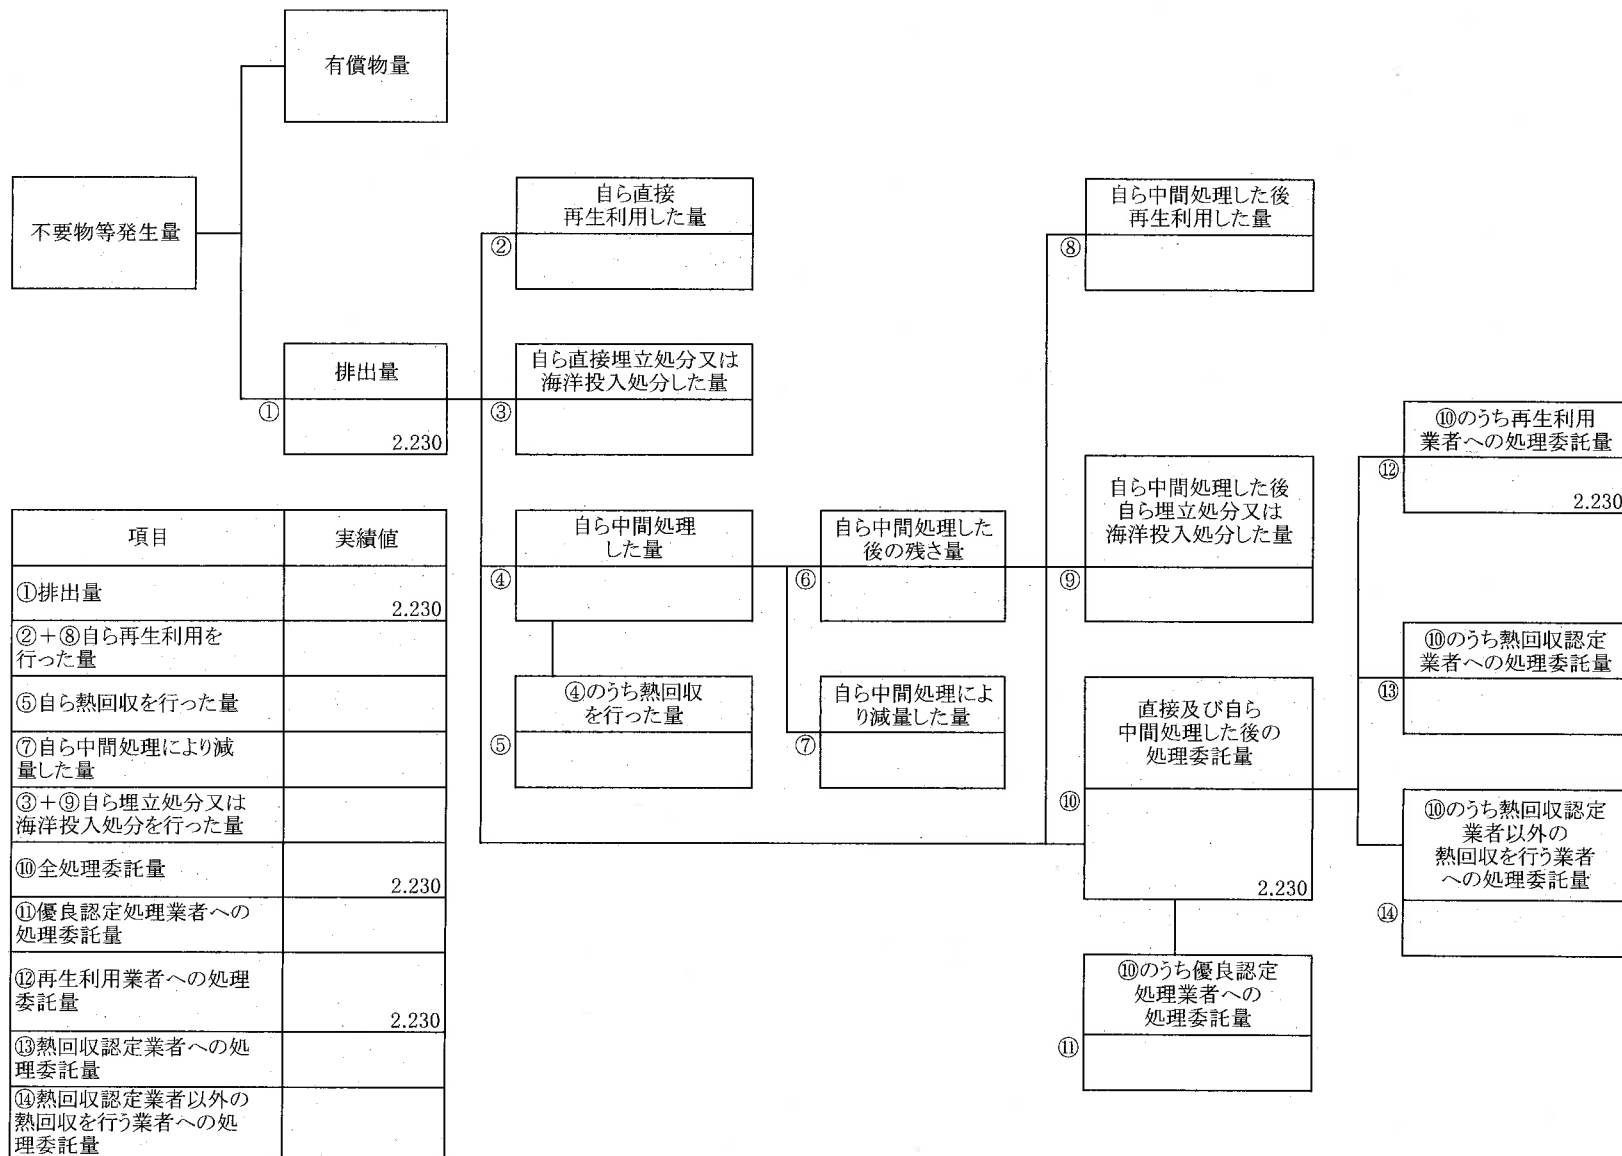 有償物量
不要物等発生量
排出量
①
2.230
自ら直接
再生利用した量
②
自ら直接埋立処分又は
海洋投入処分した量
③
自ら中間処理
した量
④
④のうち熱回収
を行った量
⑤
自ら中間処理した
後の残さ量
⑥
自ら中間処理によ
り減量した量
⑦
自ら中間処理した後
再生利用した量
⑧
自ら中間処理した後
自ら埋立処分又は
海洋投入処分した量
⑨
直接及び自ら
中間処理した後の
処理委託量
⑩
2.230
⑩のうち優良認定
処理業者への
処理委託量
⑪
⑩のうち再生利用
業者への処理委託量
⑫
2.230
⑩のうち熱回収認定
業者への処理委託量
⑬
⑩のうち熱回収認定
業者以外の
熱回収を行う業者
への処理委託量
⑭
項目 実績値
①排出量 2.230
②+⑧自ら再生利用を
行った量
⑤自ら熱回収を行った量
⑦自ら中間処理により減
量した量
③+⑨自ら埋立処分又は
海洋投入処分を行った量
⑩全処理委託量 2.230
⑪優良認定処理業者への
処理委託量
⑫再生利用業者への処理
委託量 2.230
⑬熱回収認定業者への処
理委託量
⑭熱回収認定業者以外の
熱回収を行う業者への処
理委託量